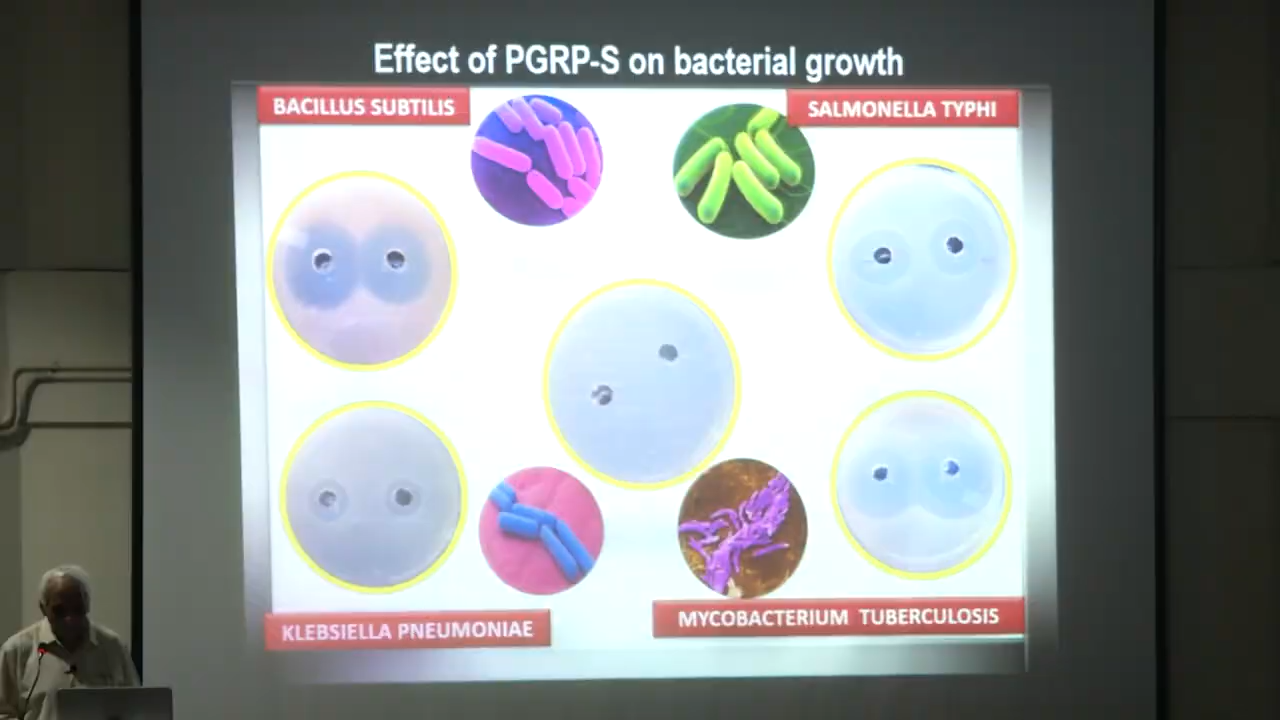 Effect of PGRP-S on bacterial growth
BACILLUS SUBTILIS
SALMONELLA TYPHI
KLEBSIELLA PNEUMONIAE
MYCOBACTERIUM TUBERCULOSIS